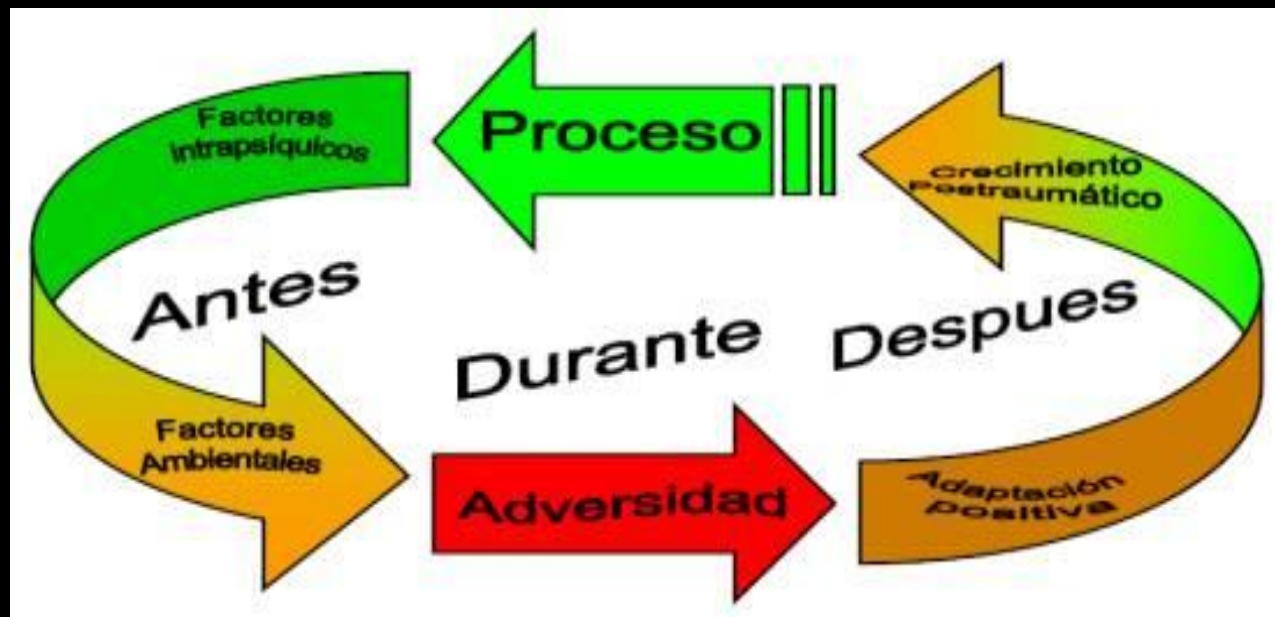 Factores
intrapsíquicos
Proceso
Crecimiento
Postraumático
Antes
Durante
Despues
Factores
Ambientales
Adversidad
Adaptación
positiva